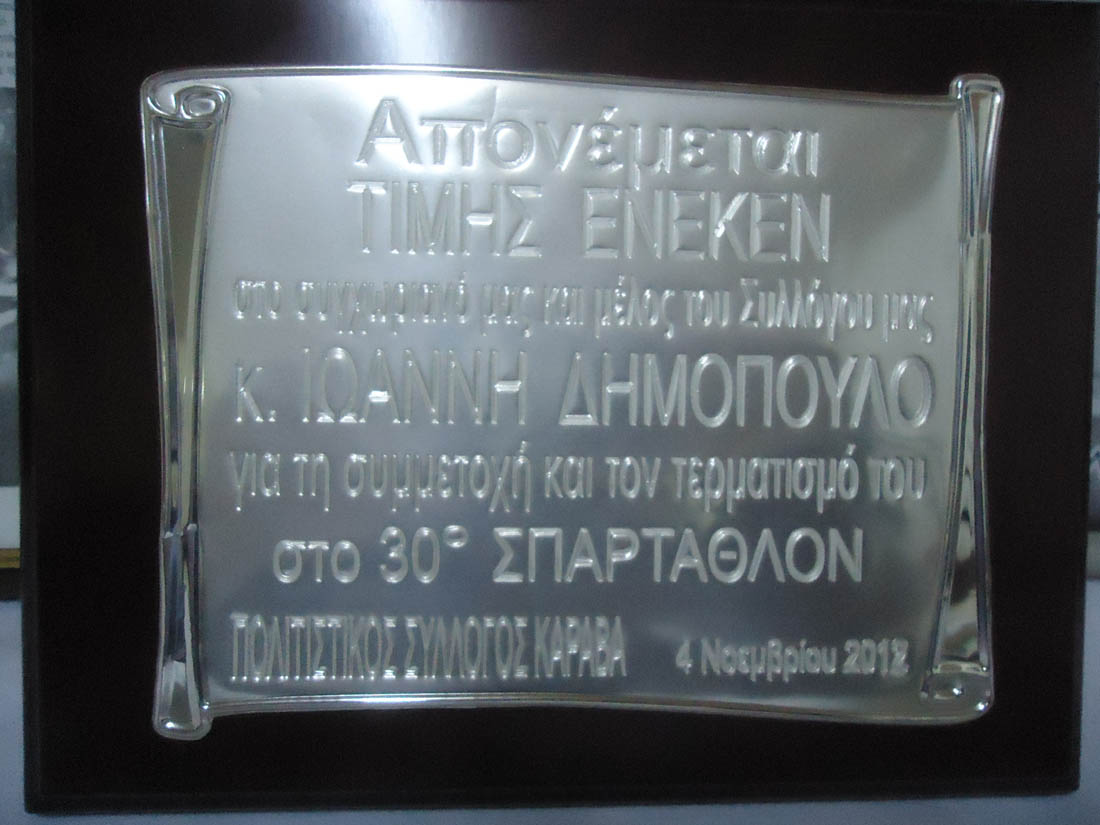 Απονέμεται
ΤΙΜΗΣ ΕΝΕΚΕΝ
στο συγχωριανό μας και μέλος του Συλλόγου μας
κ. ΙΩΑΝΝΗ ΔΗΜΟΠΟΥΛΟ
για τη συμμετοχή και τον τερματισμό του
στο 30° ΣΠΑΡΤΑΘΛΟΝ
ΠΟΛΙΤΙΣΤΙΚΟΣ ΣΥΛΛΟΓΟΣ ΚΑΡΑΒΑ 4 Νοεμβρίου 2012